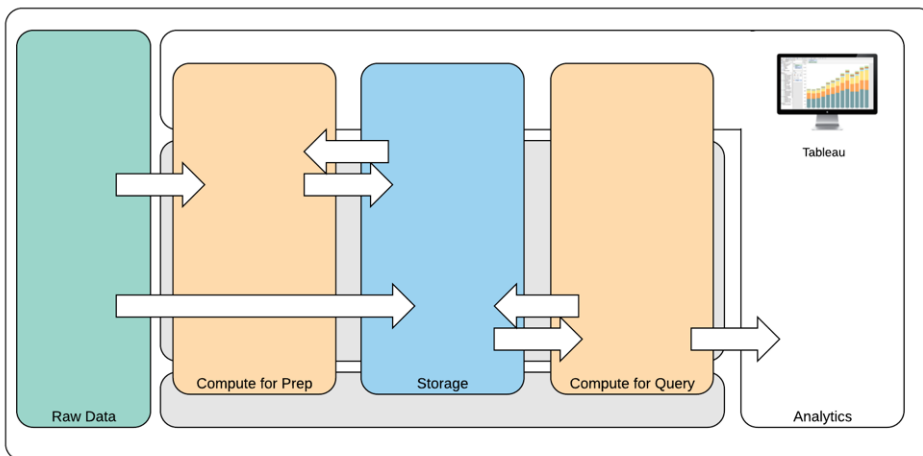 Tableau
Compute for Prep
Storage
Compute for Query
Raw Data
Analytics